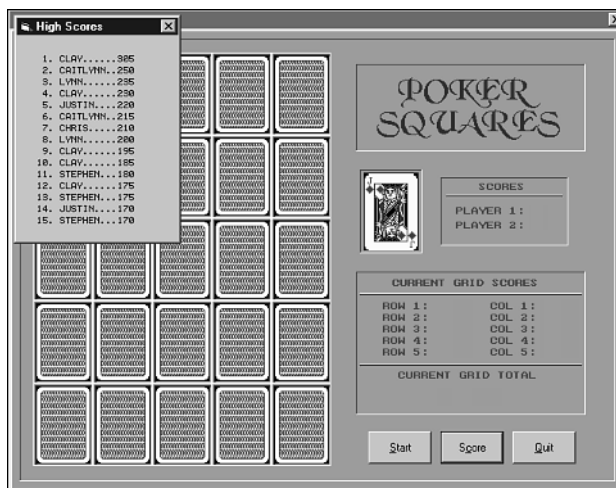 High Scores
1. CLAY......305
2. CAITLYNN..250
3. LYNN......235
4. CLAY......230
5. JUSTIN....220
6. CAITLYNN..215
7. CHRIS.....210
8. LYNN......200
9. CLAY......195
10. CLAY......185
11. STEPHEN...180
12. CLAY......175
13. STEPHEN...175
14. JUSTIN....170
15. STEPHEN...170
POKER
SQUARES
J
SCORES
PLAYER 1:
PLAYER 2:
CURRENT GRID SCORES
ROW 1: COL 1:
ROW 2: COL 2:
ROW 3: COL 3:
ROW 4: COL 4:
ROW 5: COL 5:
CURRENT GRID TOTAL
Start Score Quit